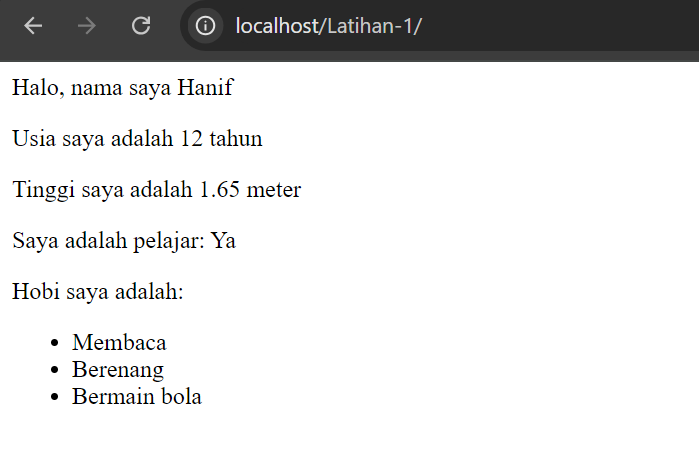 localhost/Latihan-1/
Halo, nama saya Hanif
Usia saya adalah 12 tahun
Tinggi saya adalah 1.65 meter
Saya adalah pelajar: Ya
Hobi saya adalah:
• Membaca
• Berenang
• Bermain bola